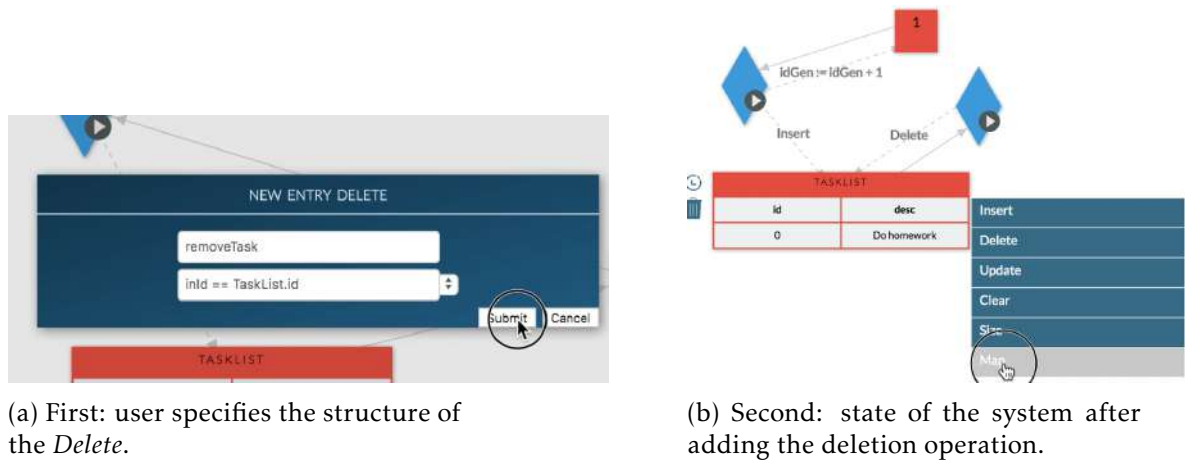 NEW ENTRY DELETE
removeTask
inId == TaskList.id
Submit
Cancel
TASKLIST
(a) First: user specifies the structure of
the Delete.
1
idGen := idGen + 1
Insert
Delete
TASKLIST
id
desc
0
Do homework
Insert
Delete
Update
Clear
Size
Map
(b) Second: state of the system after
adding the deletion operation.